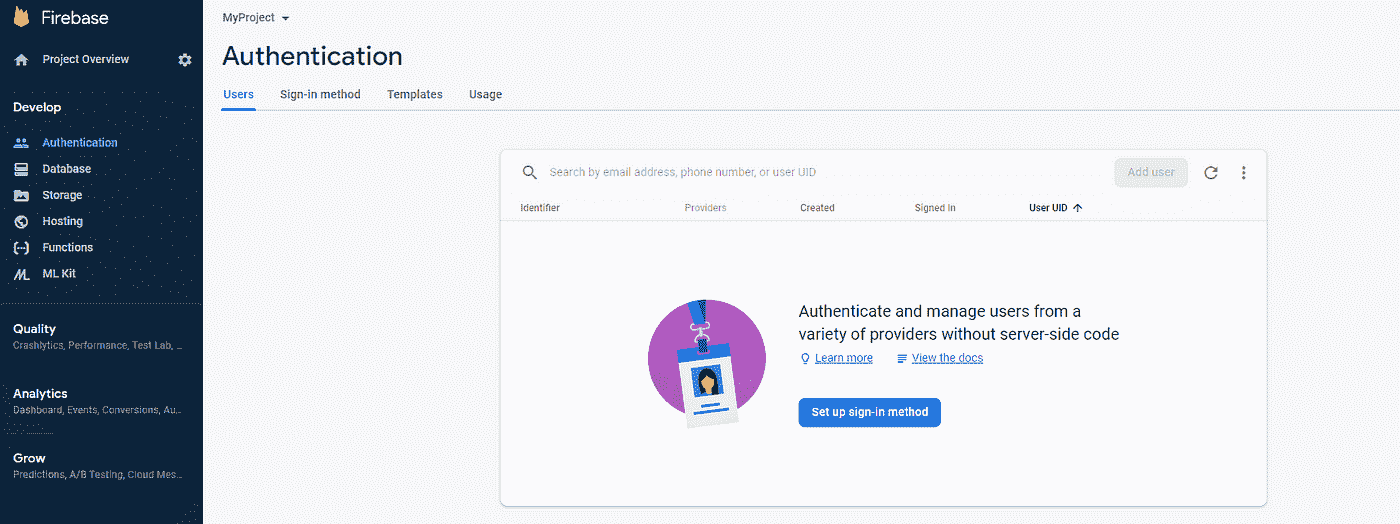 Firebase
Project Overview
Develop
Authentication
Database
Storage
Hosting
Functions
ML Kit
Quality
Crashlytics, Performance, Test Lab, ...
Analytics
Dashboard, Events, Conversions, Au...
Grow
Predictions, A/B Testing, Cloud Mes...
MyProject
Authentication
Users Sign-in method Templates Usage
Search by email address, phone number, or user UID Add user
Identifier Providers Created Signed In User UID
Authenticate and manage users from a
variety of providers without server-side code
Learn more View the docs
Set up sign-in method